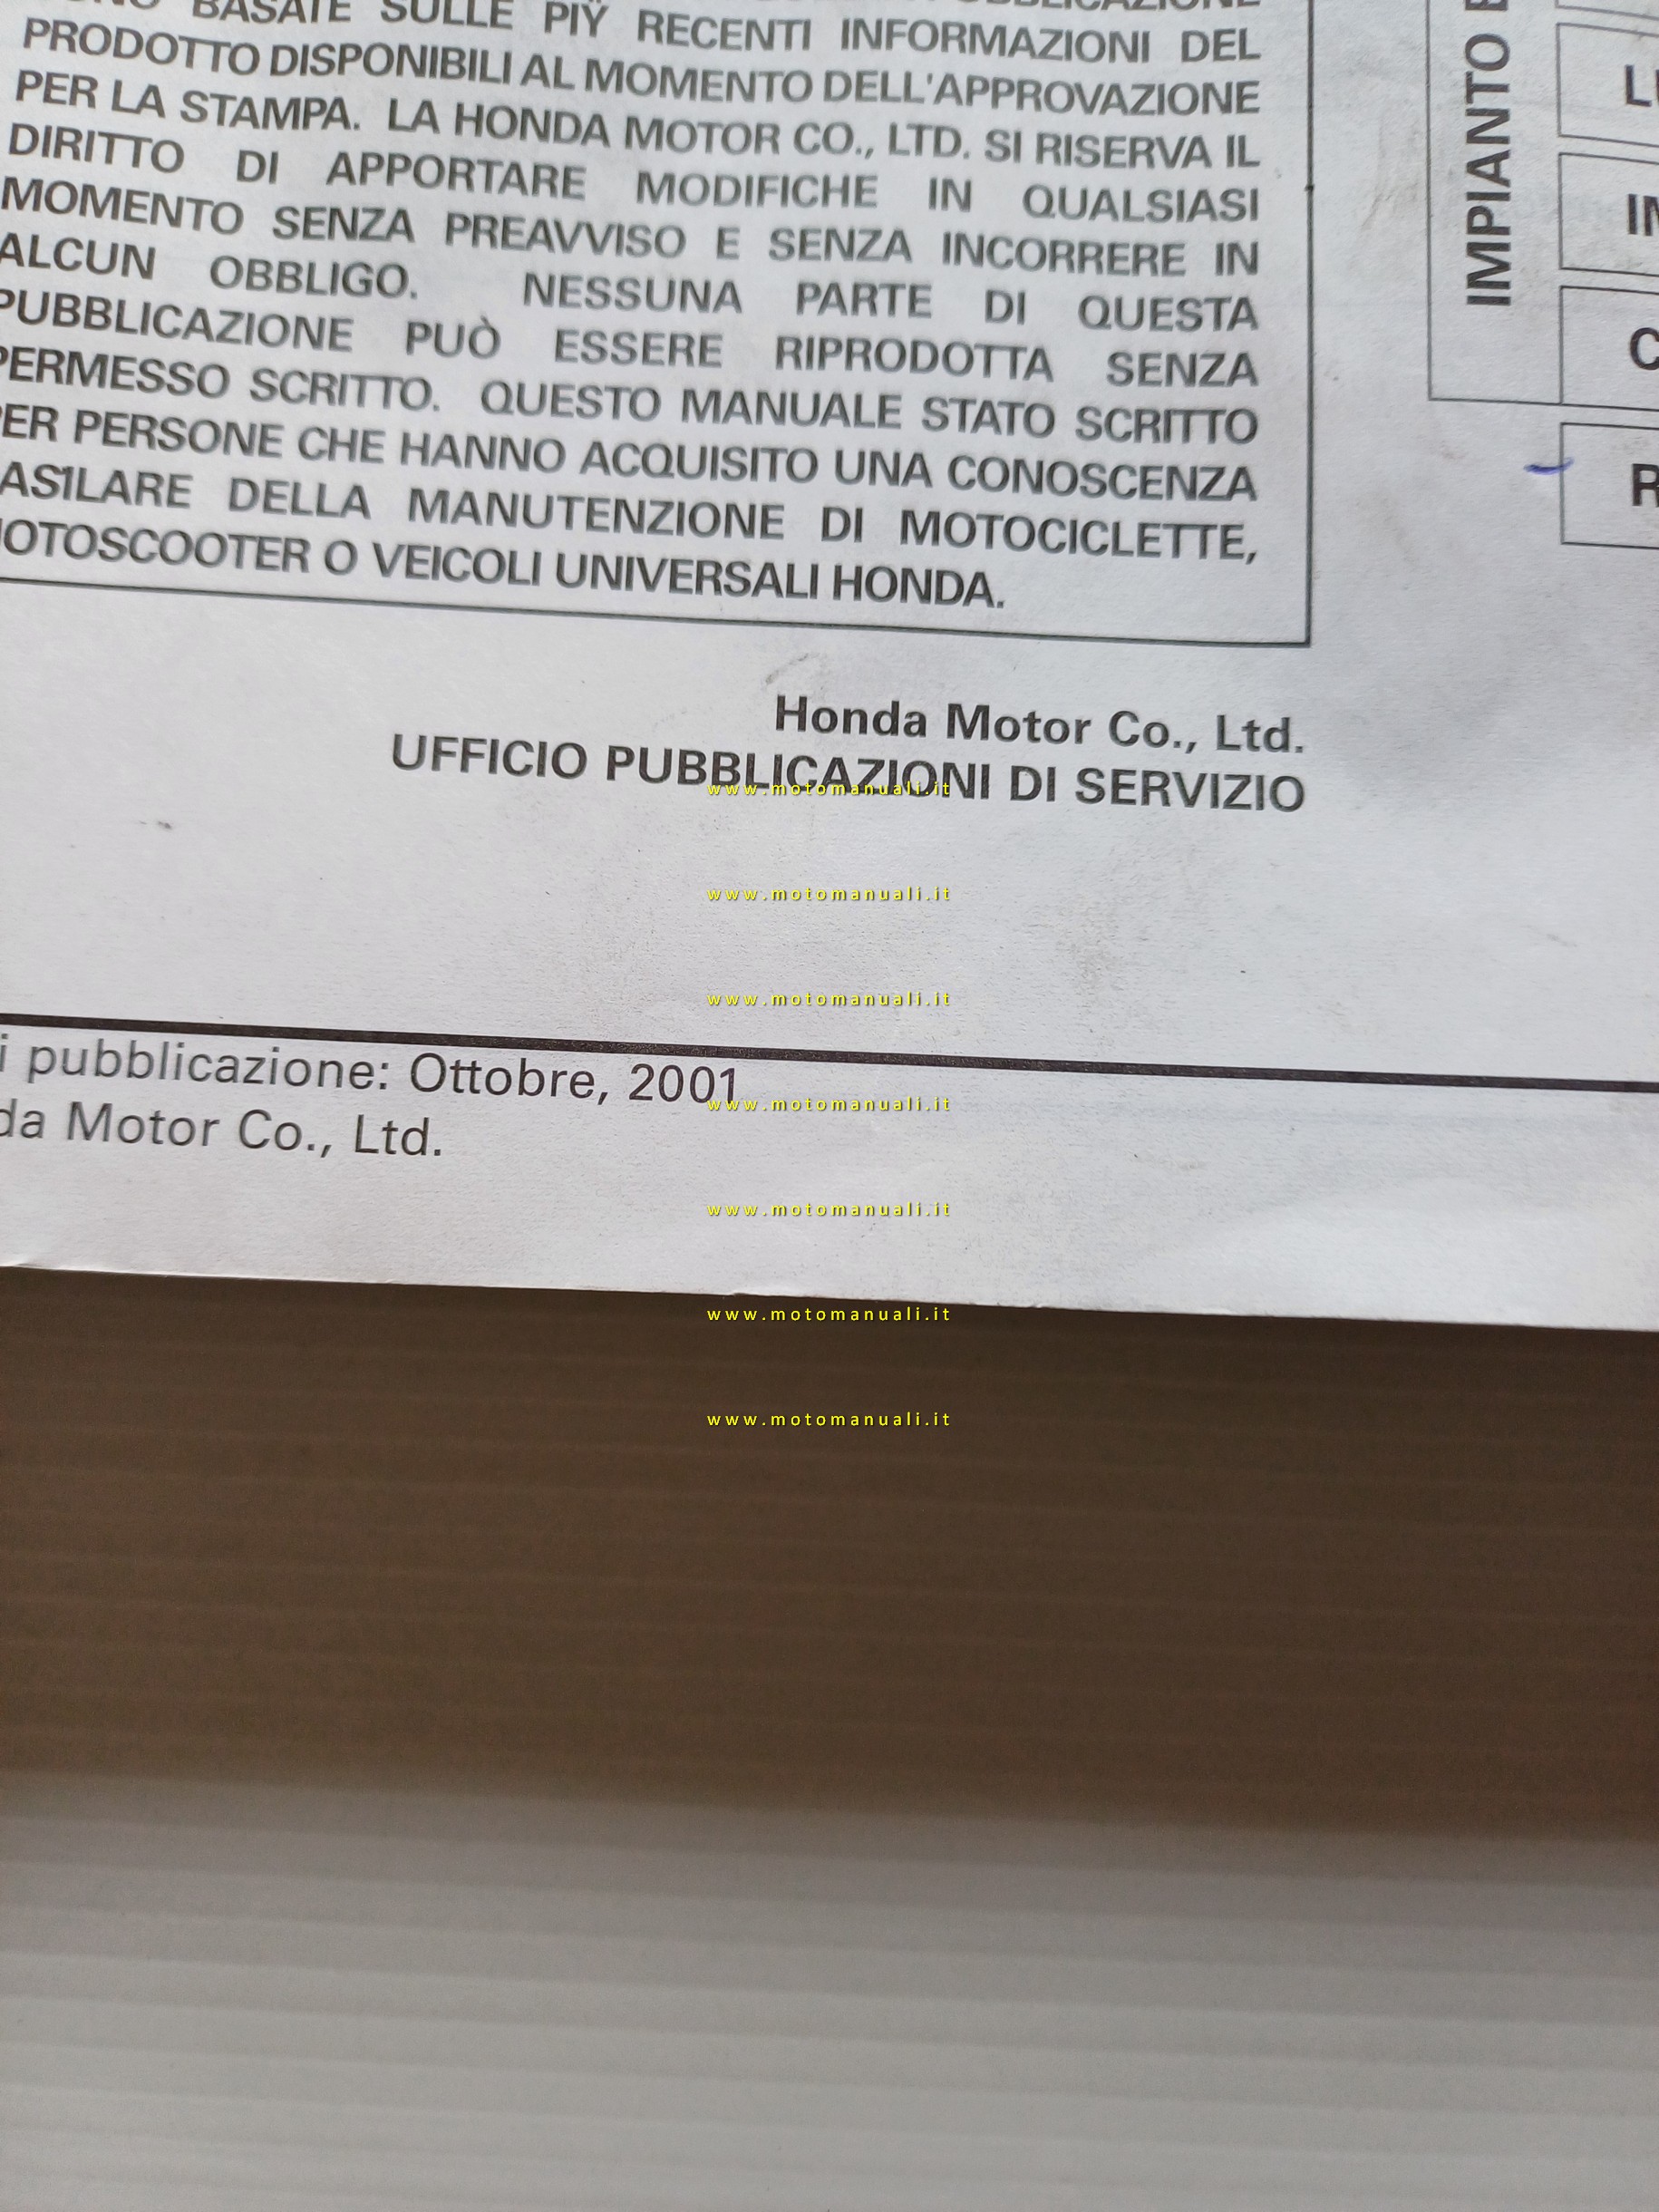 BASATE SULLE PIŸ RECENTI INFORMAZIONI DEL
PRODOTTO DISPONIBILI AL MOMENTO DELL'APPROVAZIONE
PER LA STAMPA. LA HONDA MOTOR CO., LTD. SI RISERVA IL
DIRITTO DI APPORTARE MODIFICHE IN QUALSIASI
MOMENTO SENZA PREAVVISO E SENZA INCORRERE IN
ALCUN OBBLIGO. NESSUNA PARTE DI QUESTA
PUBBLICAZIONE PUÒ ESSERE RIPRODOTTA SENZA
PERMESSO SCRITTO. QUESTO MANUALE STATO SCRITTO
ER PERSONE CHE HANNO ACQUISITO UNA CONOSCENZA
ASILARE DELLA MANUTENZIONE DI MOTOCICLETTE,
OTOSCOOTER O VEICOLI UNIVERSALI HONDA.
Honda Motor Co., Ltd.
UFFICIO PUBBLICAZIONI DI SERVIZIO
i pubblicazione: Ottobre, 2001
da Motor Co., Ltd.
IMPIANTO E
LU
IM
C
R
www.motomanuali.it
www.motomanuali.it
www.motomanuali.it
www.motomanuali.it
www.motomanuali.it
www.motomanuali.it
www.motomanuali.it